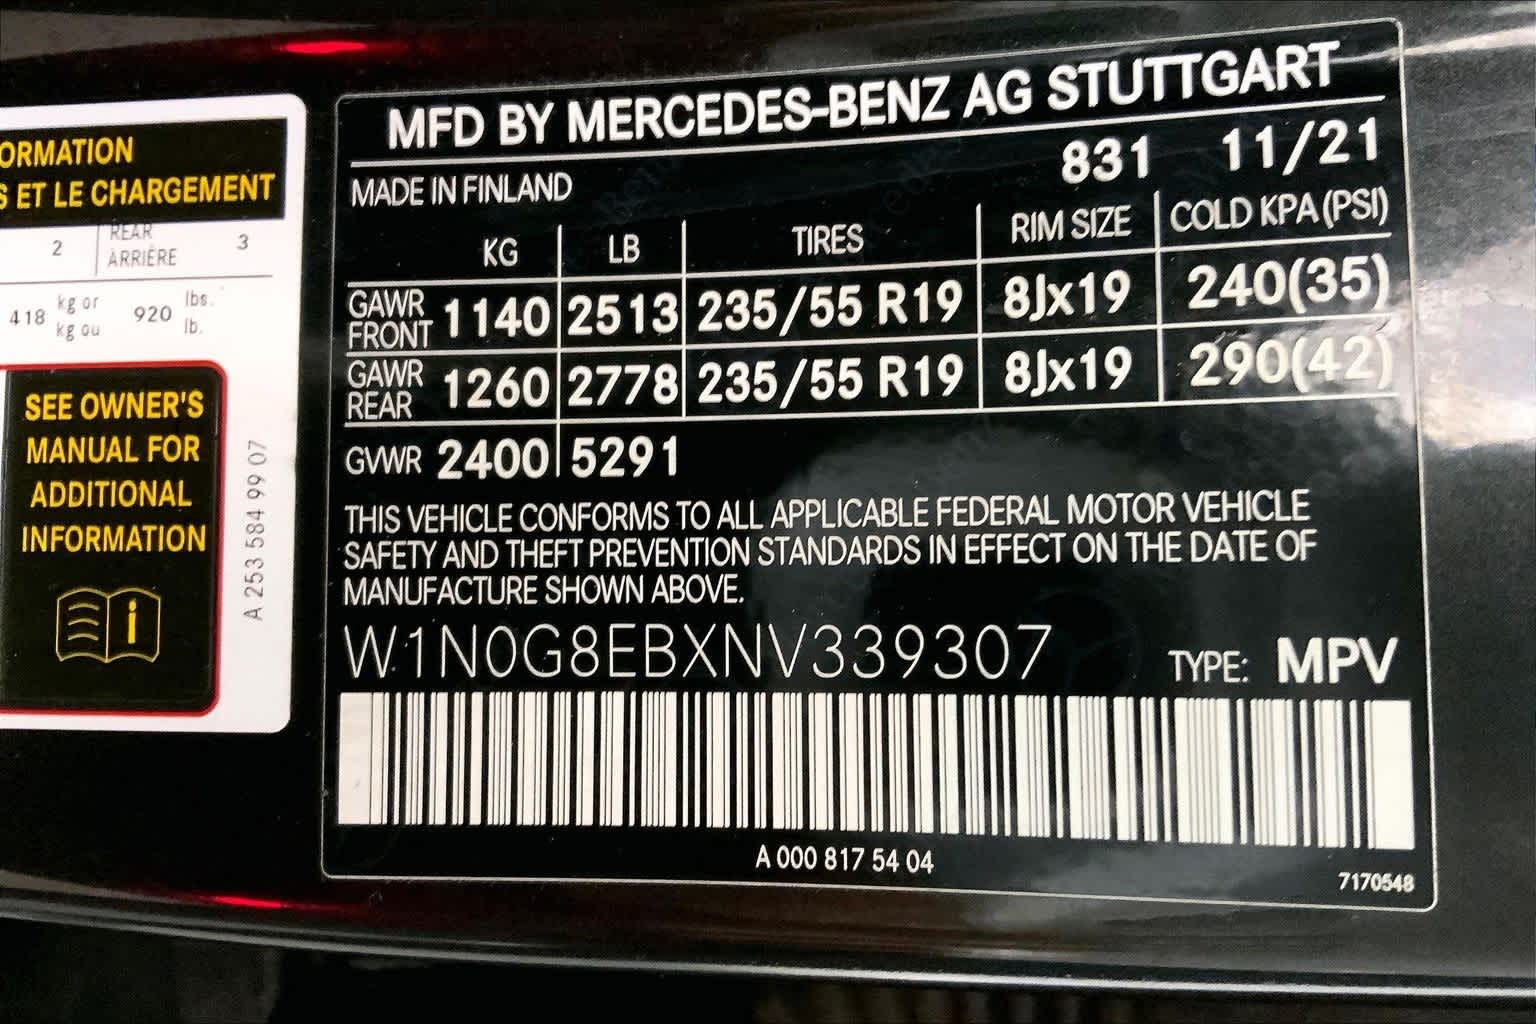 ORMATION
S ET LE CHARGEMENT
2 REAR 3
ARRIÈRE
418 kg or 920 lbs.
kg ou lb.
SEE OWNER'S
MANUAL FOR
ADDITIONAL
INFORMATION
A 253 584 99 07
MFD BY MERCEDES-BENZ AG STUTTGART
MADE IN FINLAND 831 11/21
KG LB TIRES RIM SIZE COLD KPA(PSI)
GAWR FRONT 1140 2513 235/55 R19 8Jx19 240(35)
GAWR REAR 1260 2778 235/55 R19 8Jx19 290(42)
GVWR 2400 5291
THIS VEHICLE CONFORMS TO ALL APPLICABLE FEDERAL MOTOR VEHICLE
SAFETY AND THEFT PREVENTION STANDARDS IN EFFECT ON THE DATE OF
MANUFACTURE SHOWN ABOVE.
W1N0G8EBXNV339307 TYPE: MPV
A 000 817 54 04
7170548